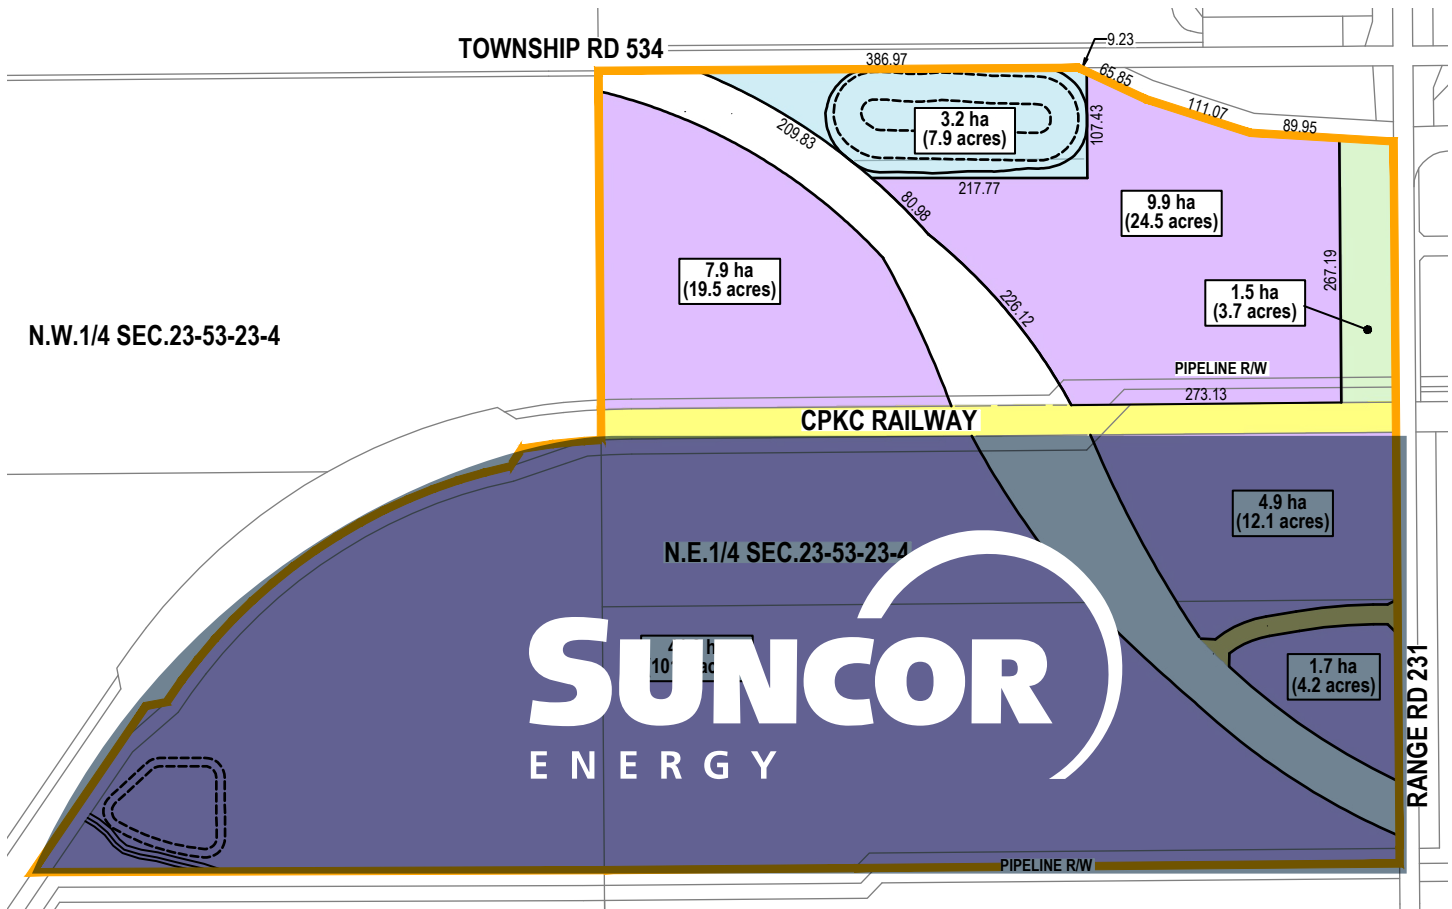 TOWNSHIP RD 534
9.23
386.97
65.85
111.07
89.95
3.2 ha
(7.9 acres)
107.43
209.83
217.77
80.98
9.9 ha
(24.5 acres)
7.9 ha
(19.5 acres)
267.19
1.5 ha
(3.7 acres)
226.12
N.W.1/4 SEC.23-53-23-4
PIPELINE R/W
273.13
CPKC RAILWAY
4.9 ha
(12.1 acres)
N.E.1/4 SEC.23-53-23-4
SUNCOR
ENERGY
1.7 ha
(4.2 acres)
RANGE RD 231
PIPELINE R/W